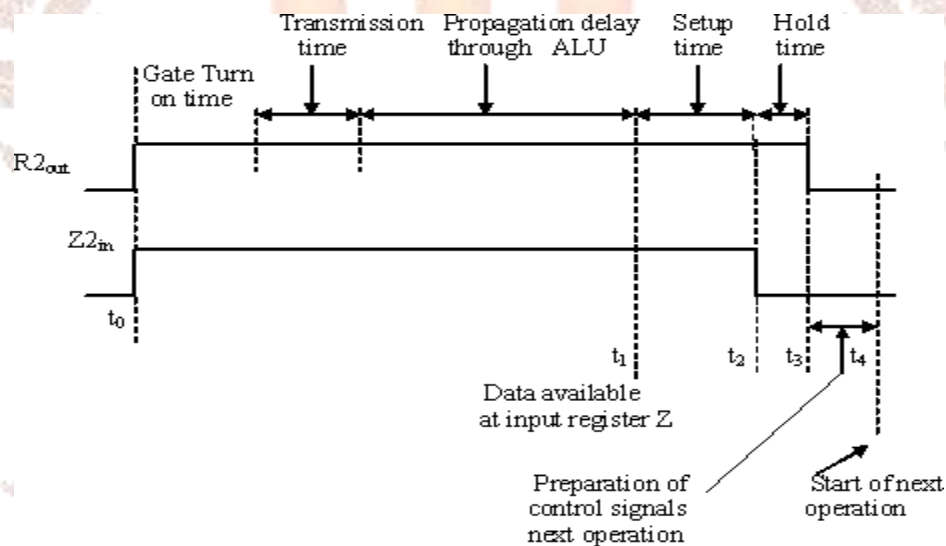 Transmission
time
Propagation delay
through ALU
Setup
time
Hold
time
Gate Turn
on time
R2out
Z2in
t0
t1
t2
t3
t4
Data available
at input register Z
Preparation of
control signals
next operation
Start of next
operation